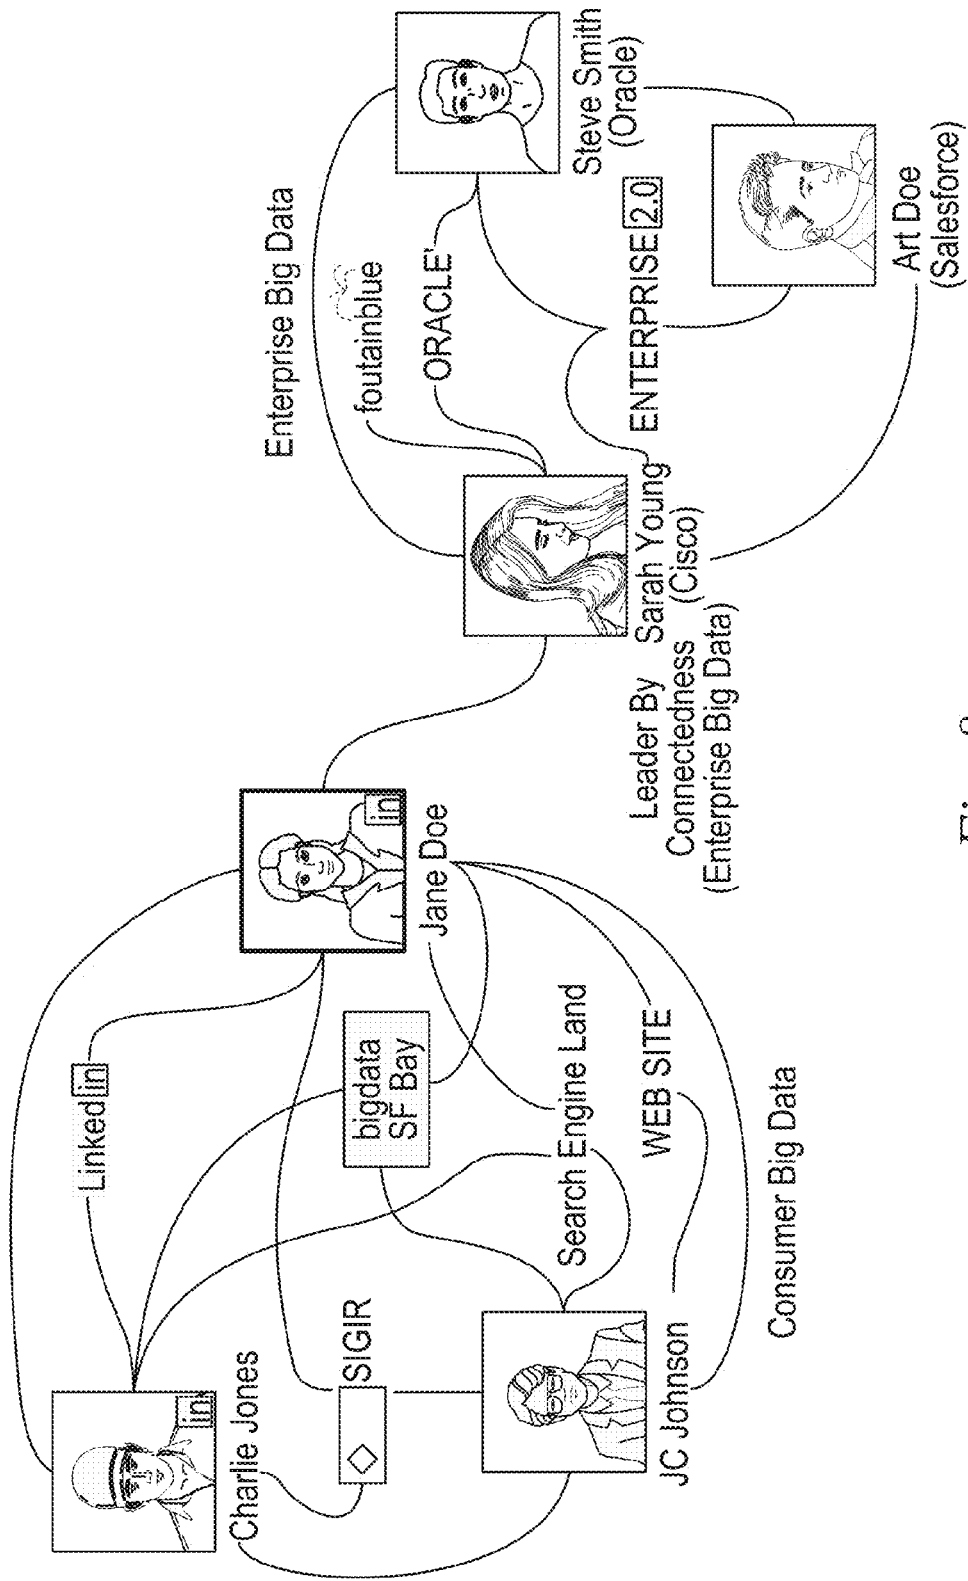 Charlie Jones
in
Linked in
SIGIR
JC Johnson
bigdata
SF Bay
Search Engine Land
WEB SITE
Consumer Big Data
in
Jane Doe
Enterprise Big Data
foutainblue
ORACLE'
Sarah Young
(Cisco)
Leader By
Connectedness
(Enterprise Big Data)
ENTERPRISE 2.0
Steve Smith
(Oracle)
Art Doe
(Salesforce)